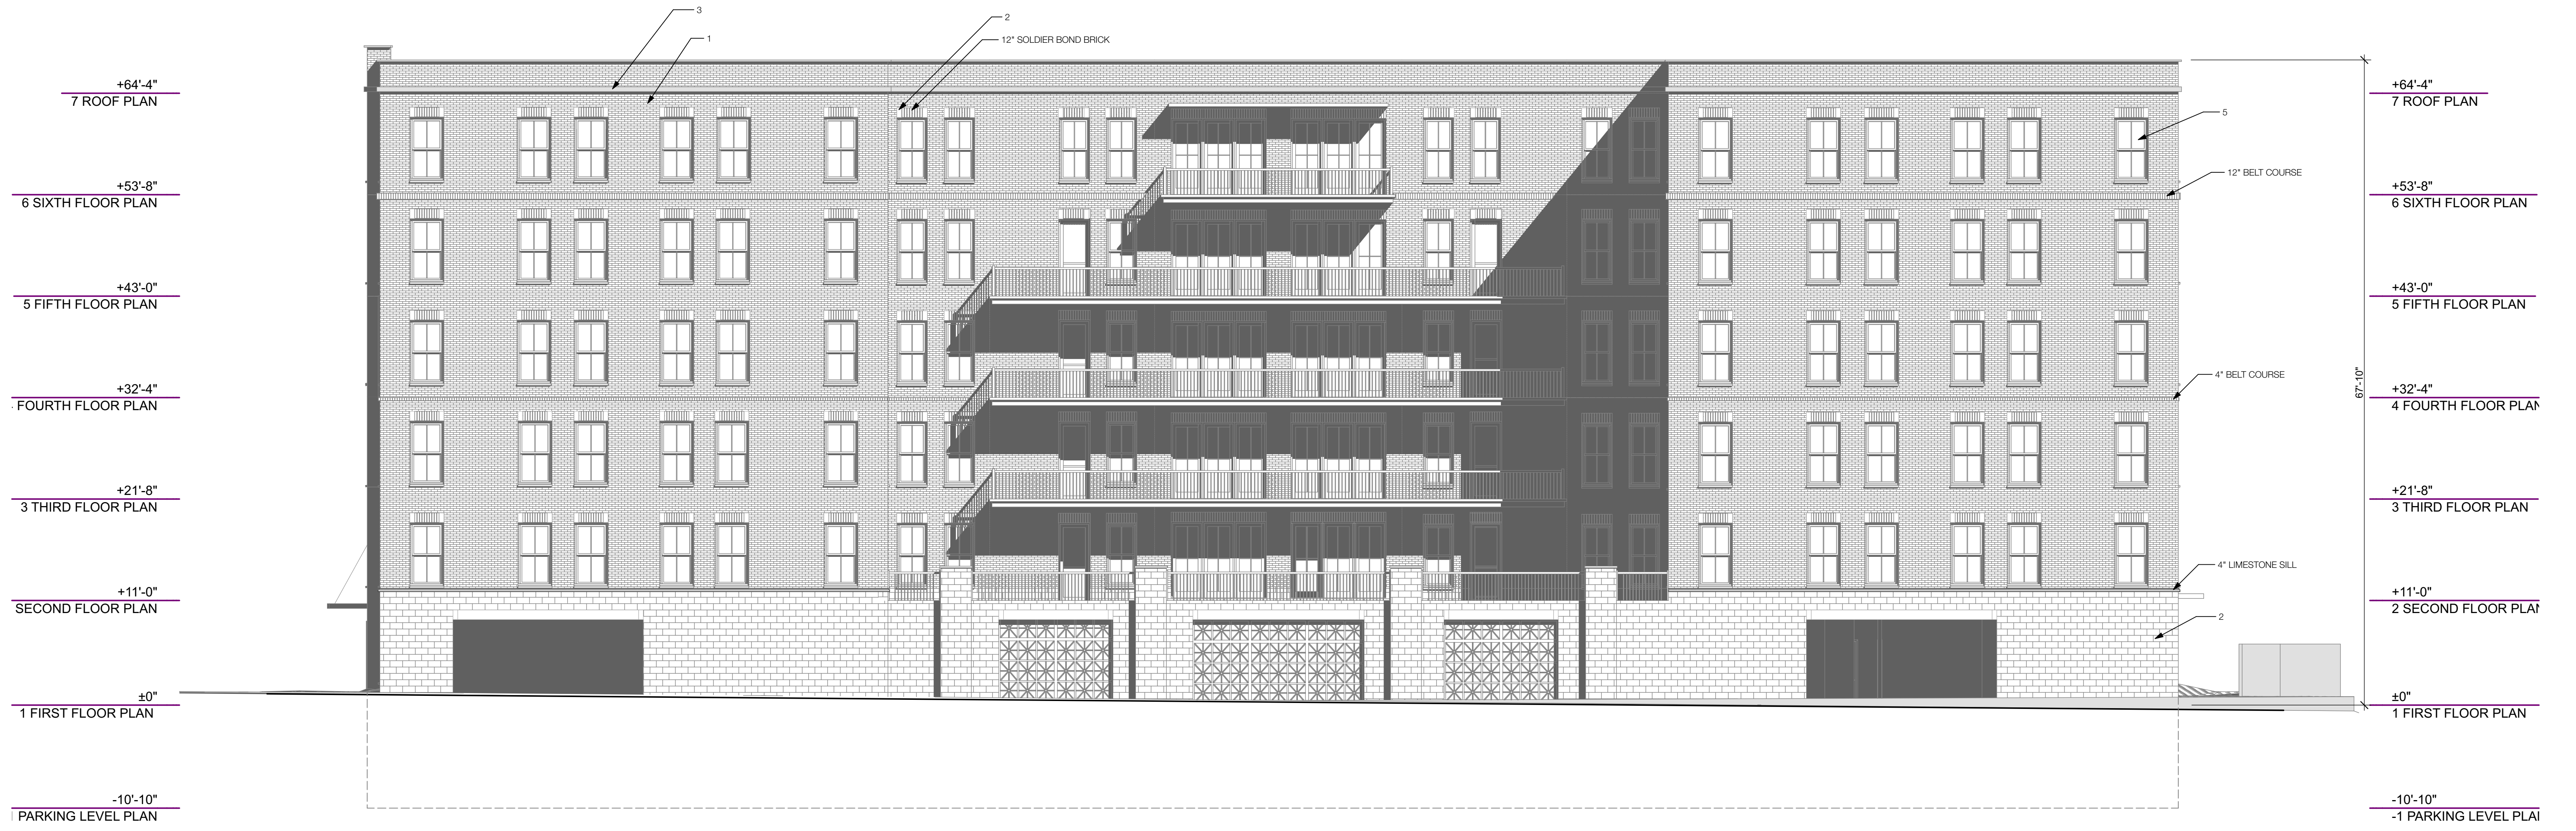 3
1
2
12" SOLDIER BOND BRICK
+64'-4"
7 ROOF PLAN
+64'-4"
7 ROOF PLAN
5
12" BELT COURSE
+53'-8"
6 SIXTH FLOOR PLAN
+53'-8"
6 SIXTH FLOOR PLAN
+43'-0"
5 FIFTH FLOOR PLAN
+43'-0"
5 FIFTH FLOOR PLAN
4" BELT COURSE
67'-10"
+32'-4"
FOURTH FLOOR PLAN
+32'-4"
4 FOURTH FLOOR PLAN
+21'-8"
3 THIRD FLOOR PLAN
+21'-8"
3 THIRD FLOOR PLAN
4" LIMESTONE SILL
+11'-0"
SECOND FLOOR PLAN
+11'-0"
2 SECOND FLOOR PLAN
2
±0"
1 FIRST FLOOR PLAN
±0"
1 FIRST FLOOR PLAN
-10'-10"
PARKING LEVEL PLAN
-10'-10"
-1 PARKING LEVEL PLAN